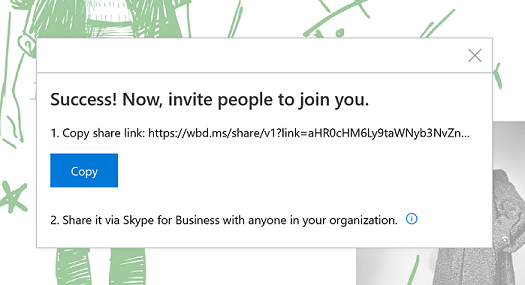 Success! Now, invite people to join you.
1. Copy share link: https://wbd.ms/share/v1?link=aHR0cHM6Ly9taWNyb3NvZn...
Copy
2. Share it via Skype for Business with anyone in your organization.